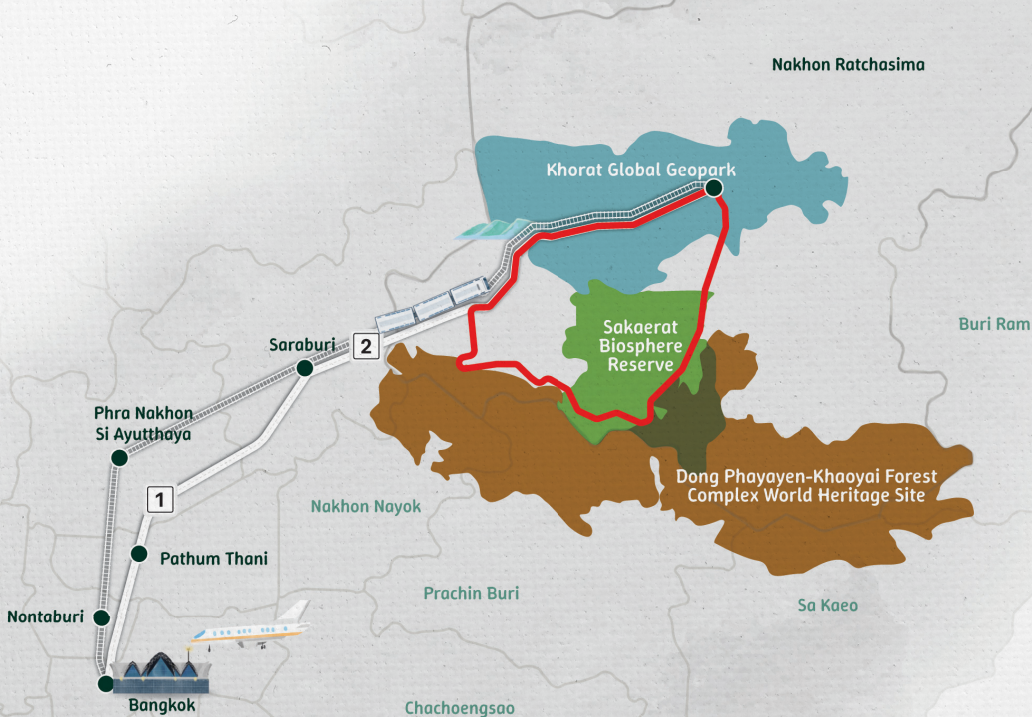 Nakhon Ratchasima
Khorat Global Geopark
Buri Ram
Sakaerat
Biosphere
Reserve
Saraburi
2
Phra Nakhon
Si Ayutthaya
Dong Phayayen-Khaoyai Forest
Complex World Heritage Site
1
Nakhon Nayok
Pathum Thani
Prachin Buri
Sa Kaeo
Nontaburi
Bangkok
Chachoengsao